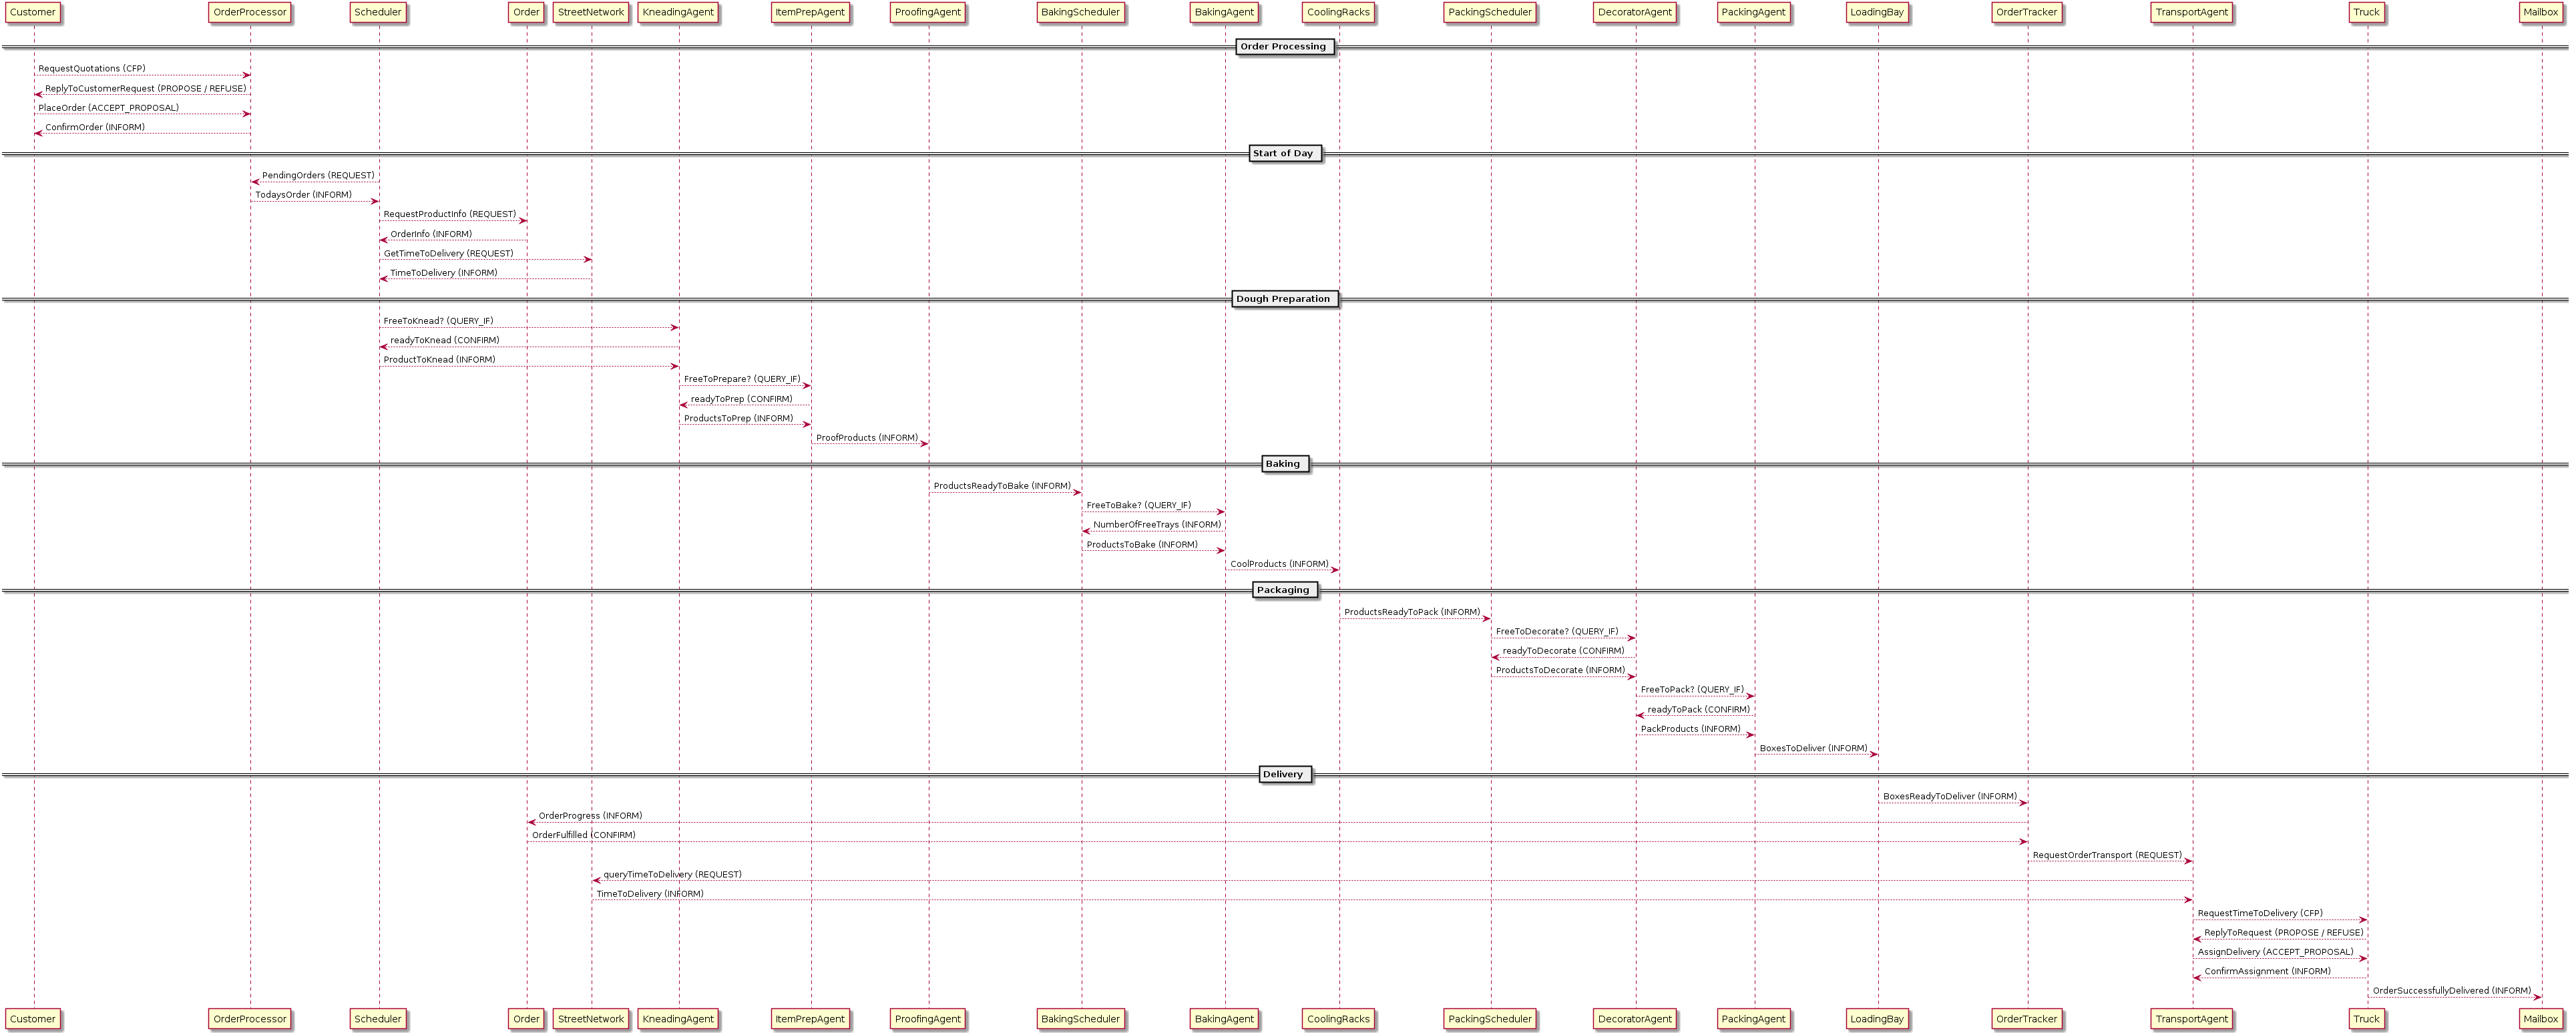 Customer OrderProcessor Scheduler Order StreetNetwork KneadingAgent ItemPrepAgent ProofingAgent BakingScheduler BakingAgent CoolingRacks PackingScheduler DecoratorAgent PackingAgent LoadingBay OrderTracker TransportAgent Truck Mailbox
Order Processing
RequestQuotations (CFP)
ReplyToCustomerRequest (PROPOSE / REFUSE)
PlaceOrder (ACCEPT_PROPOSAL)
ConfirmOrder (INFORM)
Start of Day
PendingOrders (REQUEST)
TodaysOrder (INFORM)
RequestProductInfo (REQUEST)
OrderInfo (INFORM)
GetTimeToDelivery (REQUEST)
TimeToDelivery (INFORM)
Dough Preparation
FreeToKnead? (QUERY_IF)
readyToKnead (CONFIRM)
ProductToKnead (INFORM)
FreeToPrepare? (QUERY_IF)
readyToPrep (CONFIRM)
ProductsToPrep (INFORM)
ProofProducts (INFORM)
Baking
ProductsReadyToBake (INFORM)
FreeToBake? (QUERY_IF)
NumberOfFreeTrays (INFORM)
ProductsToBake (INFORM)
CoolProducts (INFORM)
Packaging
ProductsReadyToPack (INFORM)
FreeToDecorate? (QUERY_IF)
readyToDecorate (CONFIRM)
ProductsToDecorate (INFORM)
FreeToPack? (QUERY_IF)
readyToPack (CONFIRM)
PackProducts (INFORM)
BoxesToDeliver (INFORM)
Delivery
BoxesReadyToDeliver (INFORM)
OrderProgress (INFORM)
OrderFulfilled (CONFIRM)
RequestOrderTransport (REQUEST)
queryTimeToDelivery (REQUEST)
TimeToDelivery (INFORM)
RequestTimeToDelivery (CFP)
ReplyToRequest (PROPOSE / REFUSE)
AssignDelivery (ACCEPT_PROPOSAL)
ConfirmAssignment (INFORM)
OrderSuccessfullyDelivered (INFORM)
Customer OrderProcessor Scheduler Order StreetNetwork KneadingAgent ItemPrepAgent ProofingAgent BakingScheduler BakingAgent CoolingRacks PackingScheduler DecoratorAgent PackingAgent LoadingBay OrderTracker TransportAgent Truck Mailbox